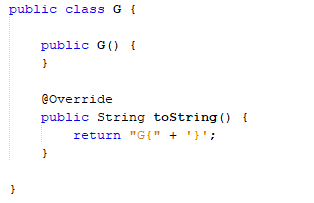 public class G {
public G() {
}
@Override
public String toString() {
return "G{" + '}';
}
}